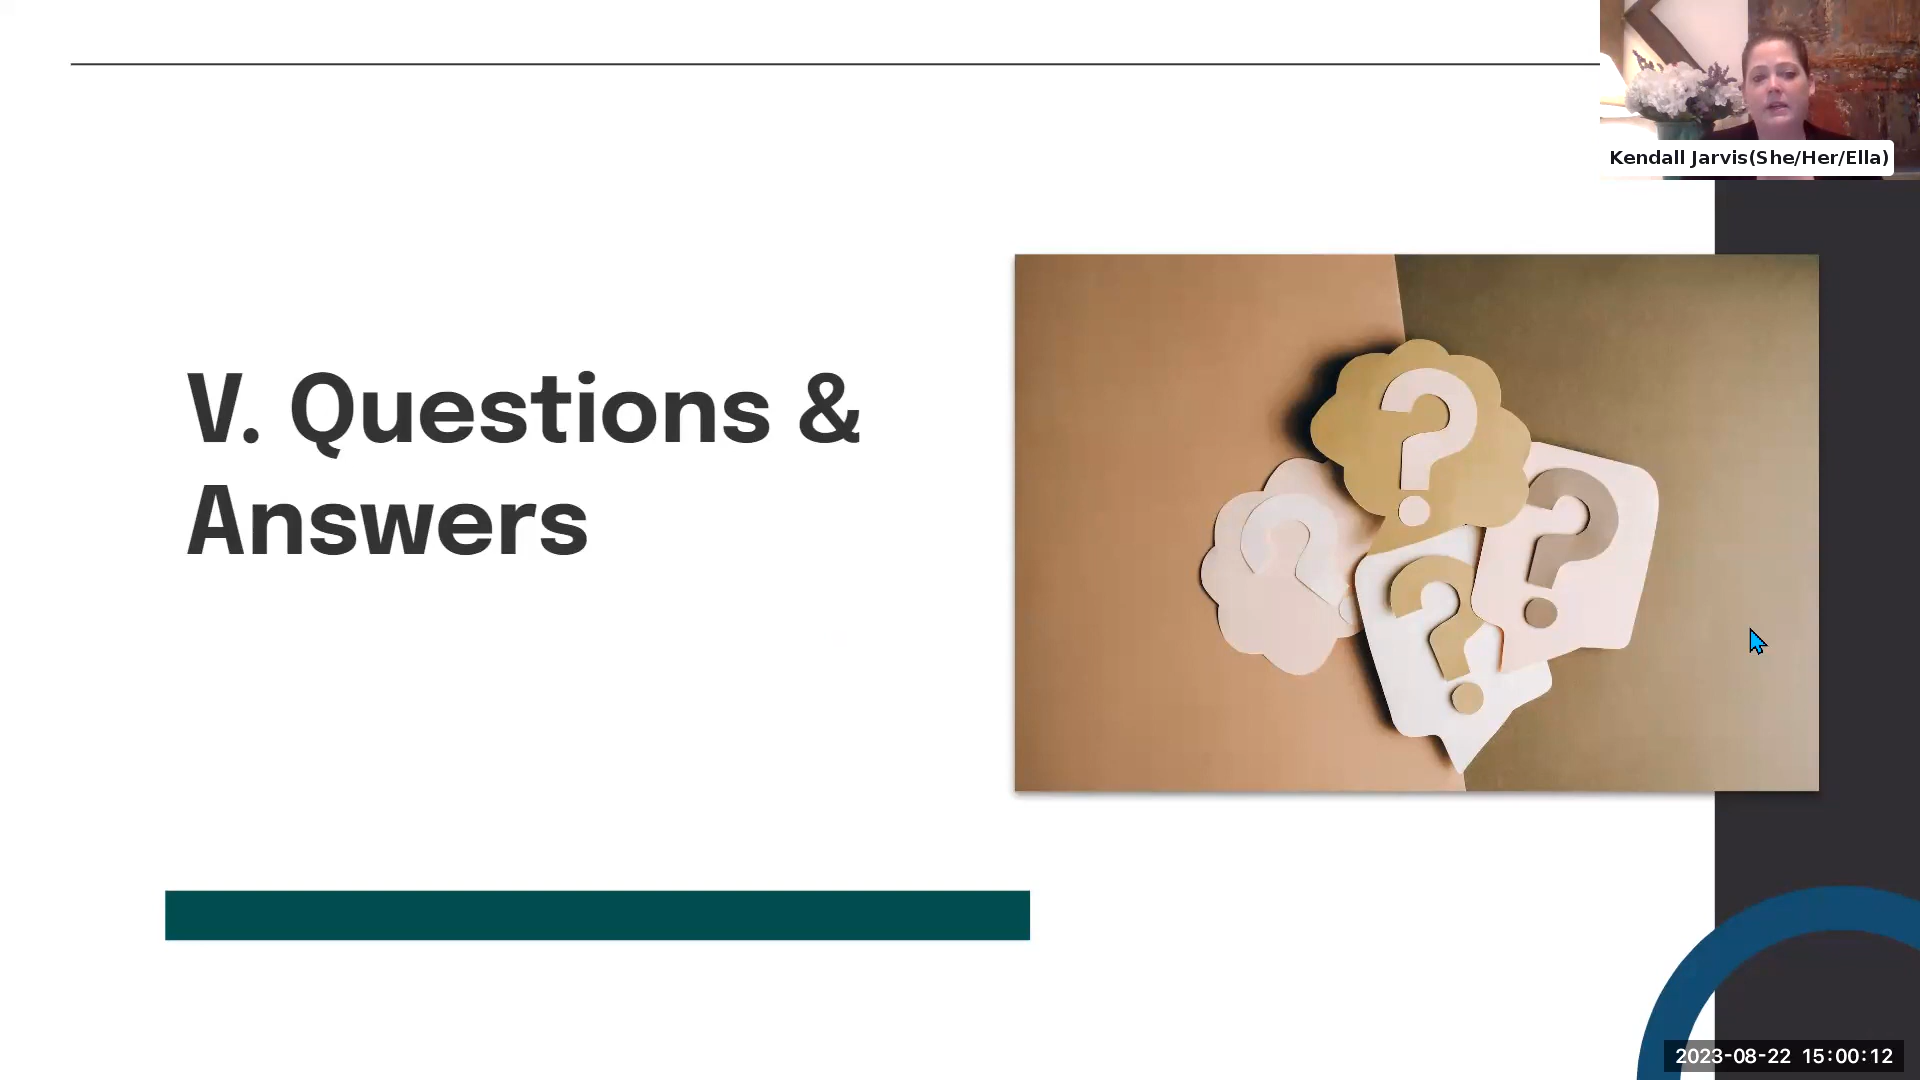 Kendall Jarvis(She/Her/Ella)
V. Questions &
Answers
?
?
?
?
2023-08-22 15:00:12